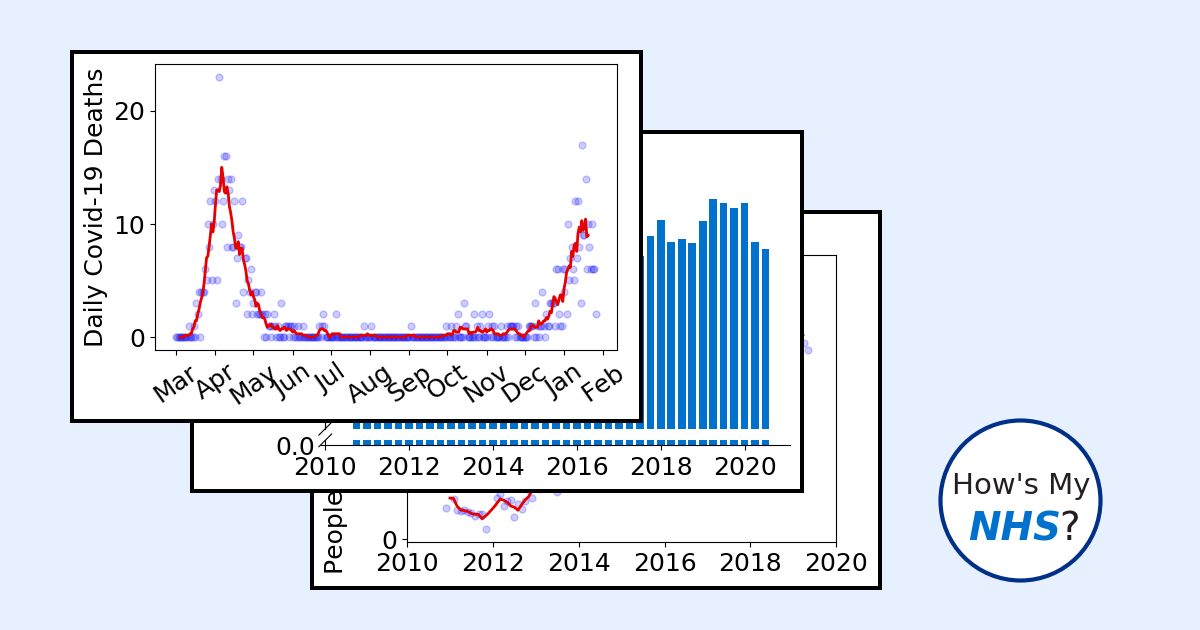 Daily Covid-19 Deaths
20
10
0
Mar Apr May Jun Jul Aug Sep Oct Nov Dec Jan Feb
0.0
2010 2012 2014 2016 2018 2020
People
0
2010 2012 2014 2016 2018 2020
How's My
NHS?